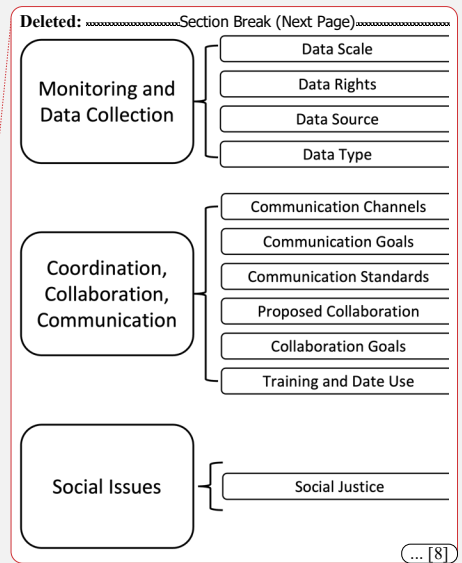 Deleted: Section Break (Next Page)
Monitoring and
Data Collection
Data Scale
Data Rights
Data Source
Data Type
Coordination,
Collaboration,
Communication
Communication Channels
Communication Goals
Communication Standards
Proposed Collaboration
Collaboration Goals
Training and Date Use
Social Issues
Social Justice
... [8]